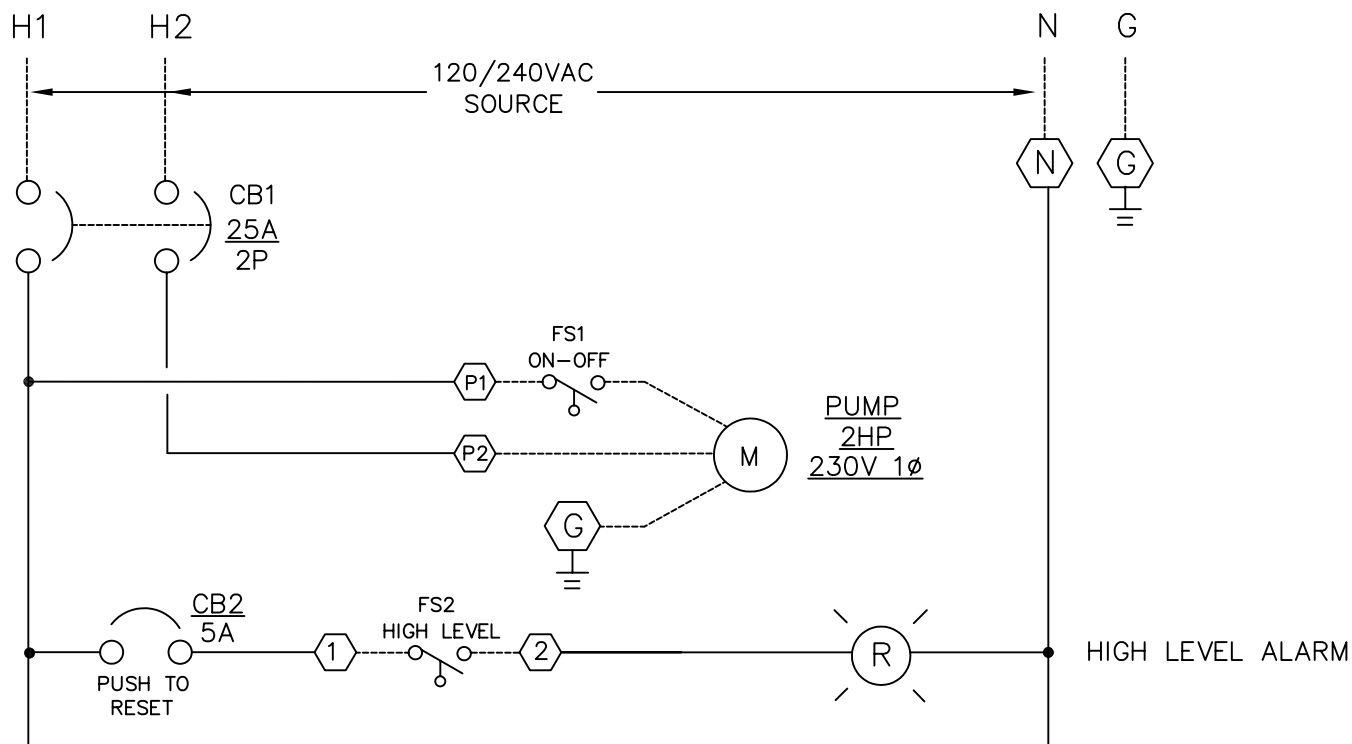 H1
H2
N
G
120/240VAC
SOURCE
N
G
CB1
25A
2P
FS1
ON-OFF
P1
PUMP
2HP
230V 1ø
P2
M
G
CB2
5A
FS2
HIGH LEVEL
1
2
R
HIGH LEVEL ALARM
PUSH TO
RESET